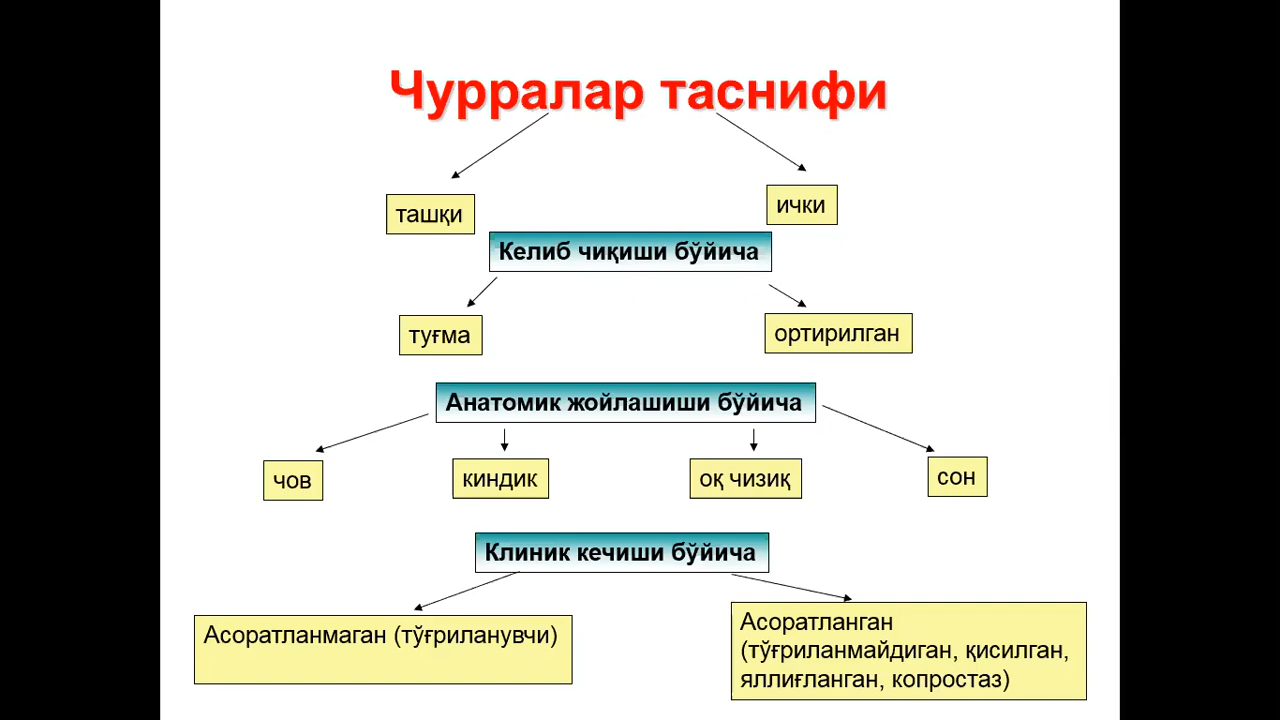 Чурралар таснифи
ташқи
ички
Келиб чиқиши бўйича
туғма
ортирилган
Анатомик жойлашиши бўйича
чов
киндик
оқ чизиқ
сон
Клиник кечиши бўйича
Асоратланмаган (тўғриланувчи)
Асоратланган
(тўғриланмайдиган, қисилган,
яллиғланган, копростаз)